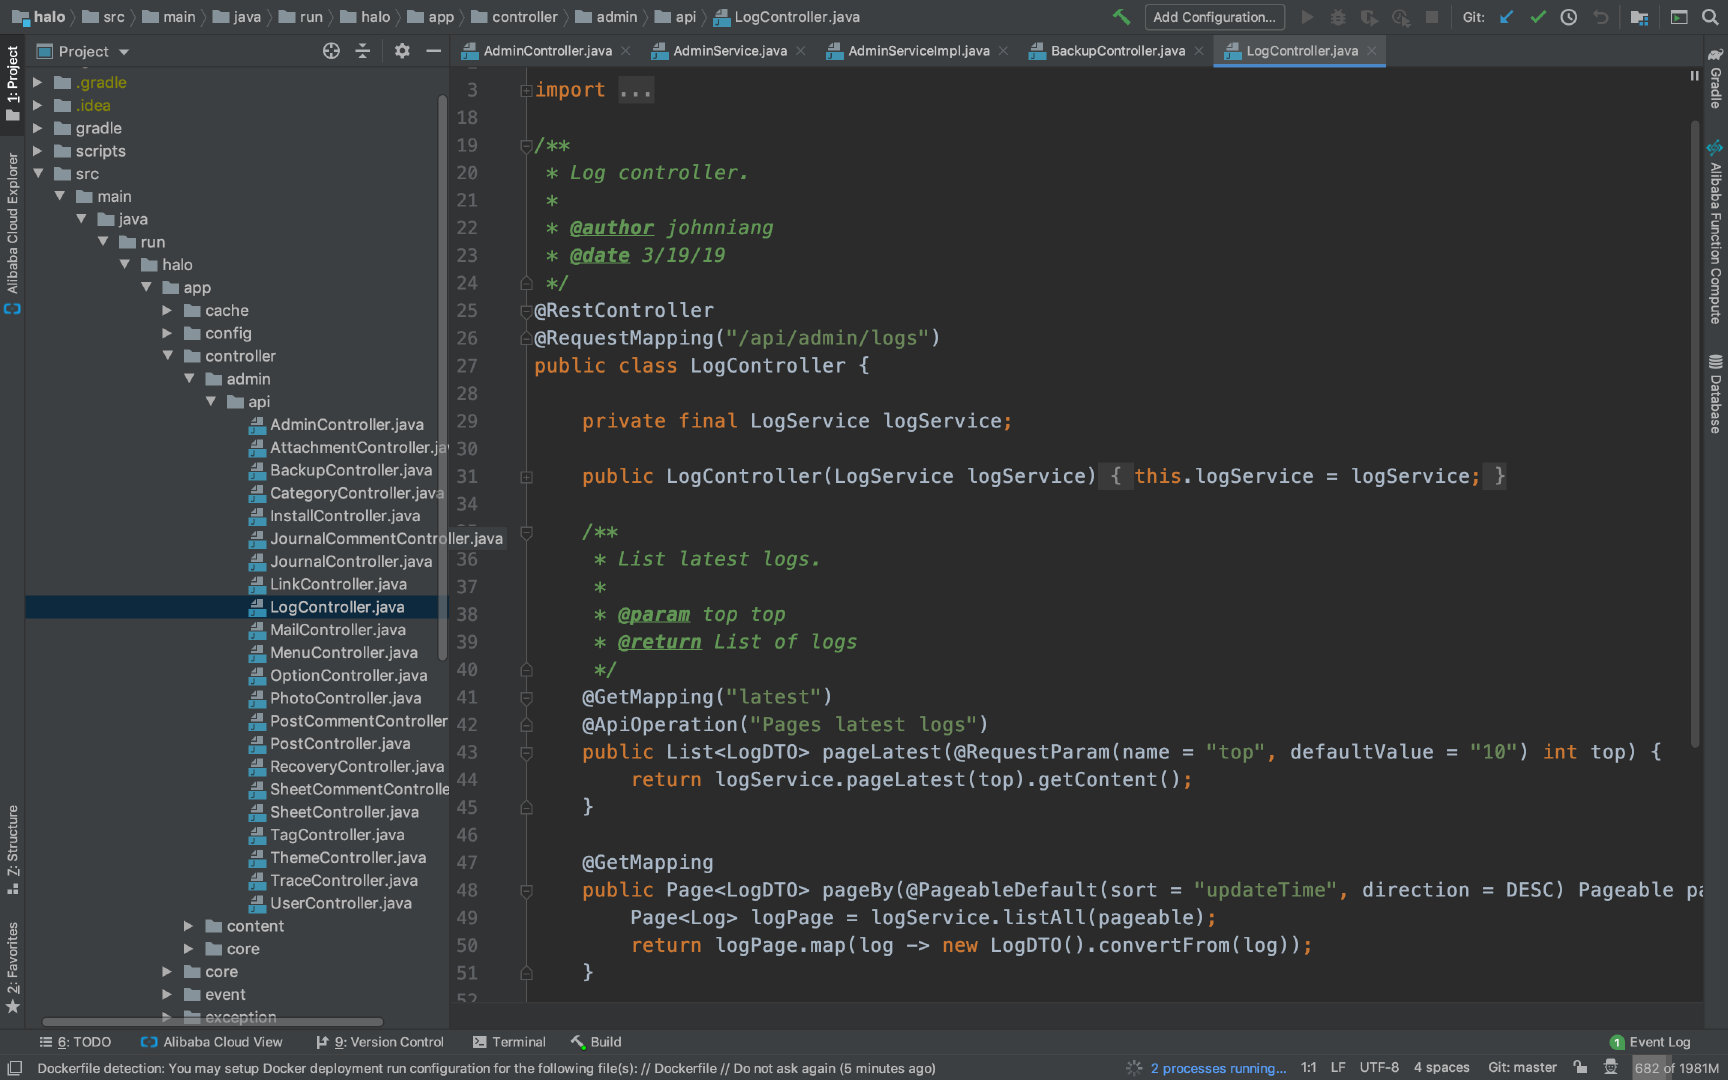 halo src main java run halo app controller admin api LogController.java
Add Configuration...
Git:
Project
AdminController.java
AdminService.java
AdminServiceImpl.java
BackupController.java
LogController.java
1: Project
Alibaba Cloud Explorer
Z: Structure
2: Favorites
.gradle
.idea
gradle
scripts
src
main
java
run
halo
app
cache
config
controller
admin
api
AdminController.java
AttachmentController.jav
BackupController.java
CategoryController.java
InstallController.java
JournalCommentController.java
JournalController.java
LinkController.java
LogController.java
MailController.java
MenuController.java
OptionController.java
PhotoController.java
PostCommentController
PostController.java
RecoveryController.java
SheetCommentControlle
SheetController.java
TagController.java
ThemeController.java
TraceController.java
UserController.java
content
core
core
event
exception
3 import ...
18
19 /**
20 * Log controller.
21 *
22 * @author johnniang
23 * @date 3/19/19
24 */
25 @RestController
26 @RequestMapping("/api/admin/logs")
27 public class LogController {
28
29 private final LogService logService;
30
31 public LogController(LogService logService) { this.logService = logService; }
34
/**
36 * List latest logs.
37 *
38 * @param top top
39 * @return List of logs
40 */
41 @GetMapping("latest")
42 @ApiOperation("Pages latest logs")
43 public List<LogDTO> pageLatest(@RequestParam(name = "top", defaultValue = "10") int top) {
44 return logService.pageLatest(top).getContent();
45 }
46
47 @GetMapping
48 public Page<LogDTO> pageBy(@PageableDefault(sort = "updateTime", direction = DESC) Pageable pa
49 Page<Log> logPage = logService.listAll(pageable);
50 return logPage.map(log -> new LogDTO().convertFrom(log));
51 }
52
Gradle
Alibaba Function Compute
Database
6: TODO
Alibaba Cloud View
9: Version Control
Terminal
Build
1 Event Log
Dockerfile detection: You may setup Docker deployment run configuration for the following file(s): // Dockerfile // Do not ask again (5 minutes ago)
2 processes running...
1:1 LF UTF-8 4 spaces Git: master
682 of 1981M